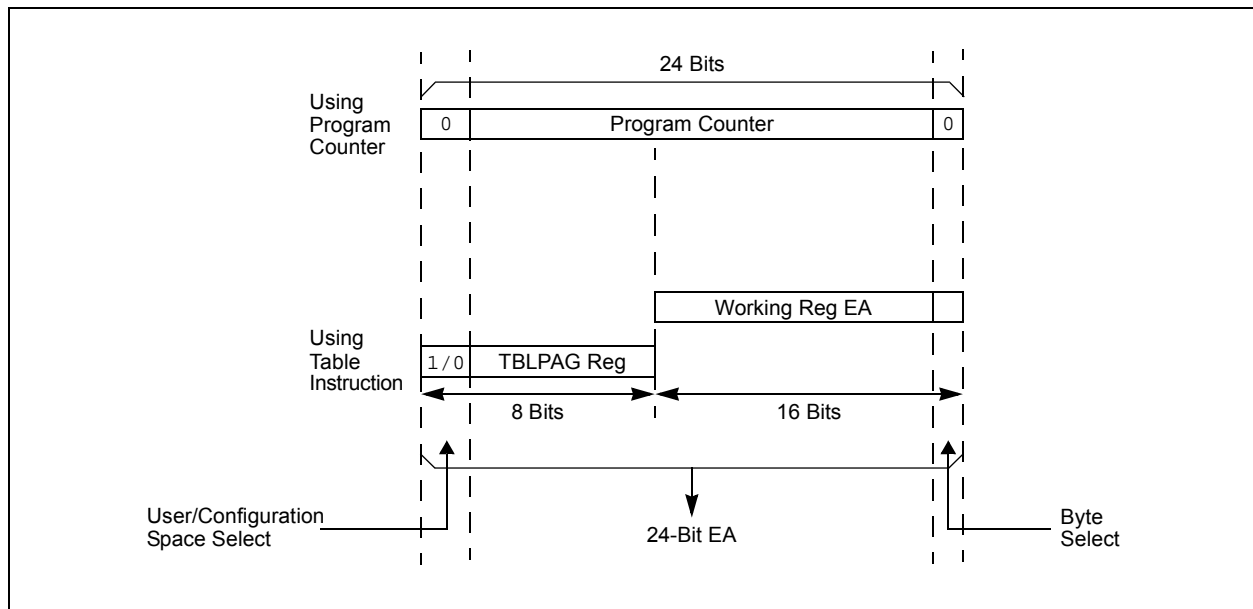 24 Bits
Using
Program
Counter
0
Program Counter
0
Working Reg EA
Using
Table
Instruction
1/0
TBLPAG Reg
8 Bits
16 Bits
User/Configuration
Space Select
24-Bit EA
Byte
Select